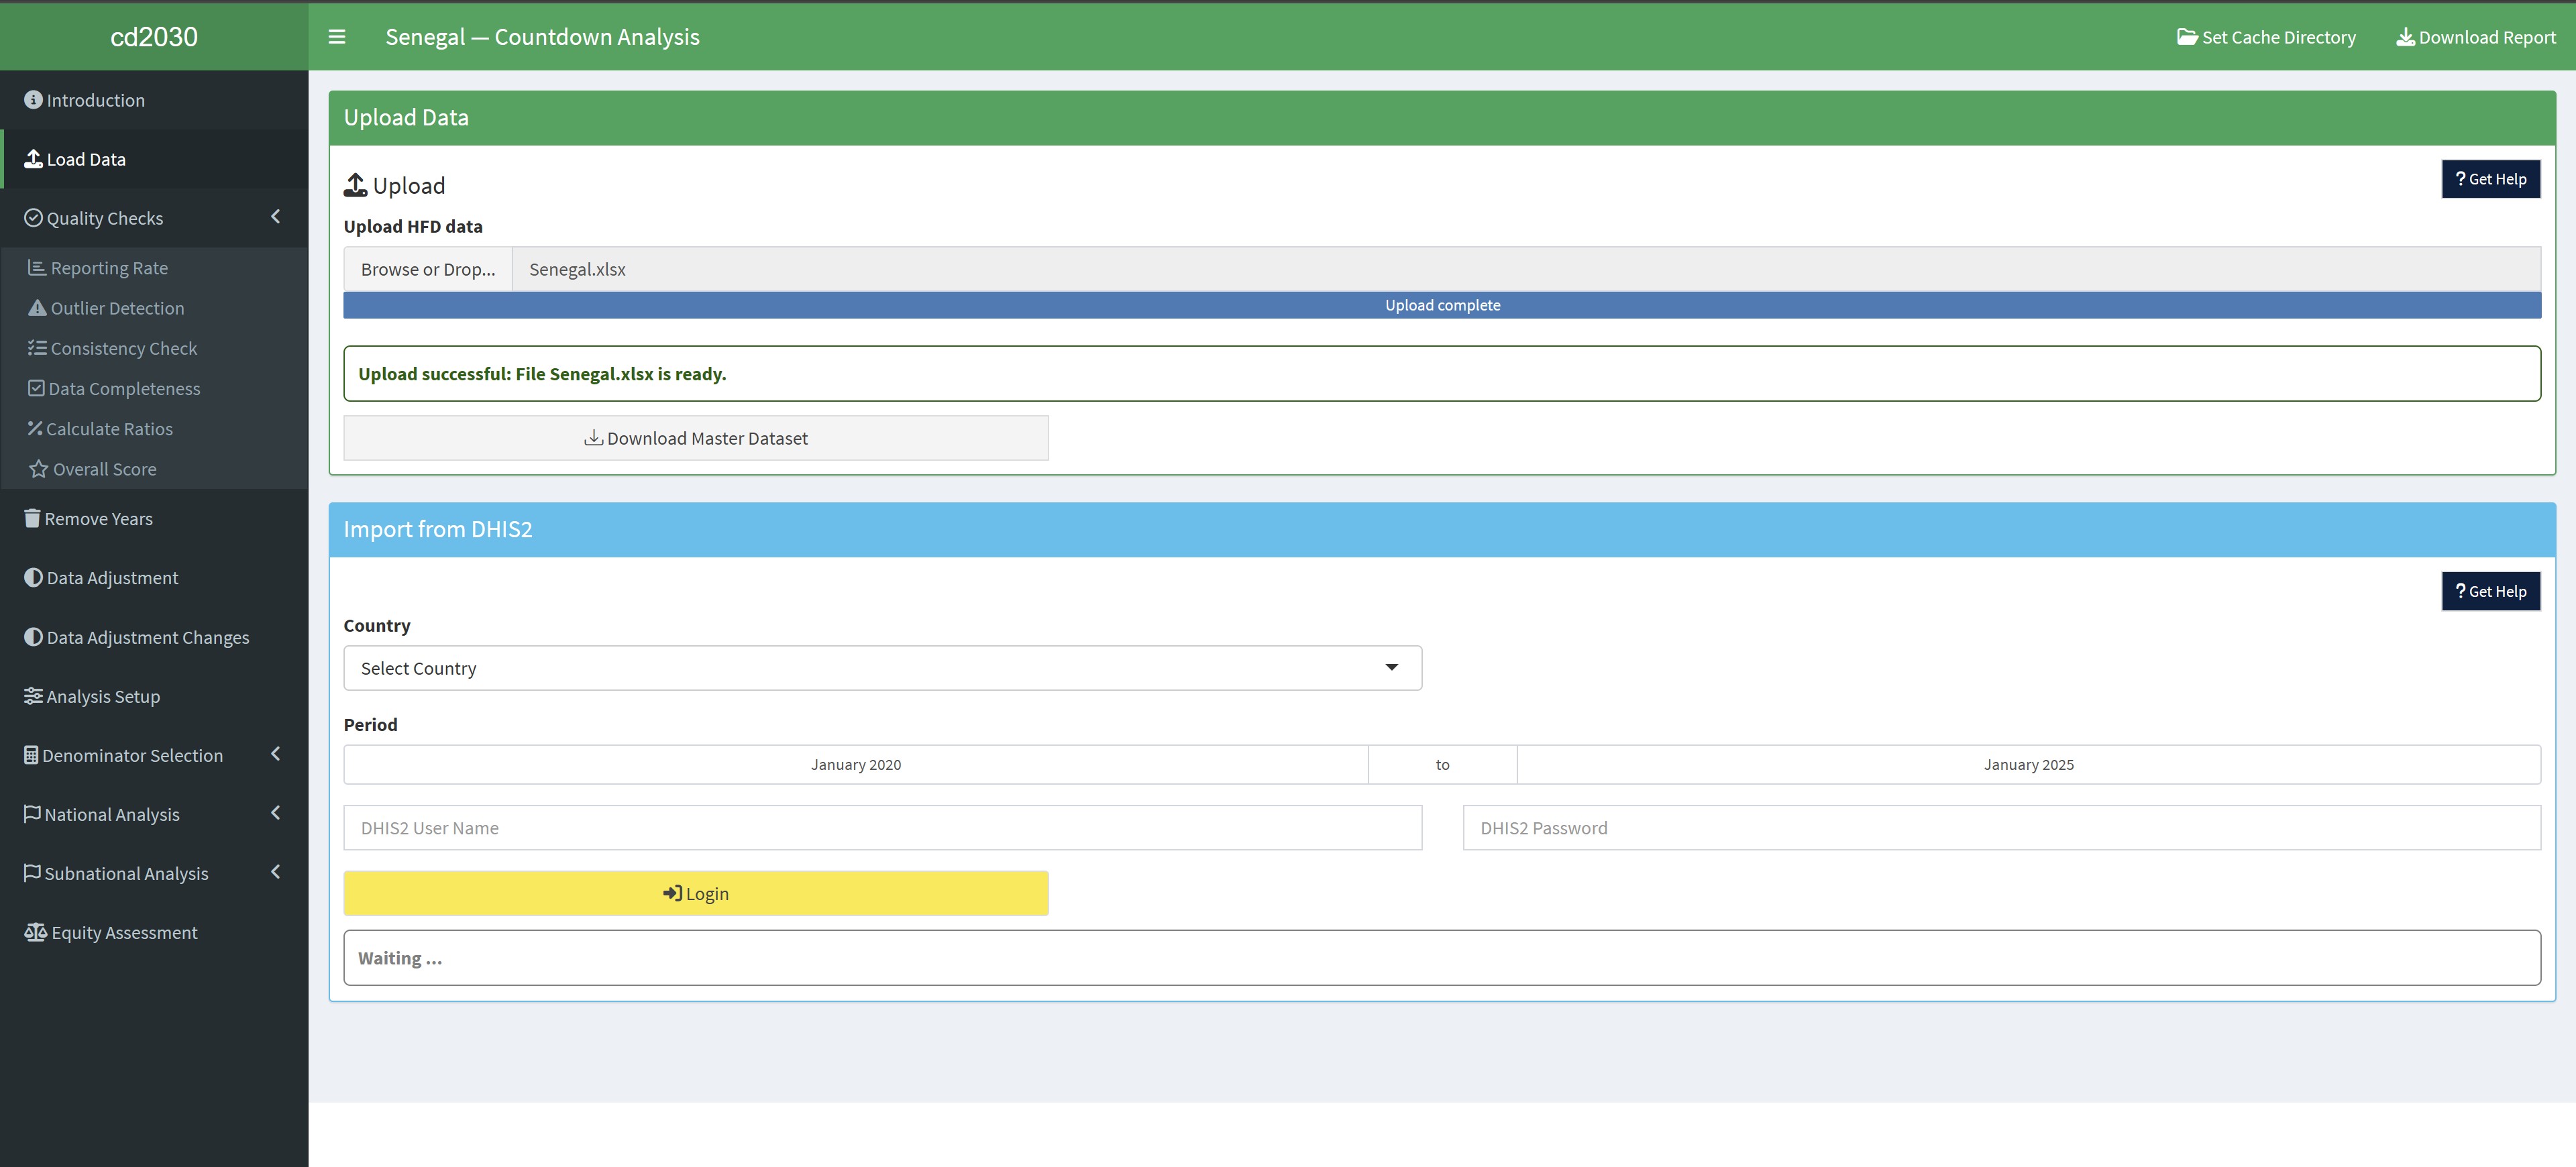 cd2030
Senegal — Countdown Analysis
Set Cache Directory
Download Report
Introduction
Load Data
Quality Checks
Reporting Rate
Outlier Detection
Consistency Check
Data Completeness
Calculate Ratios
Overall Score
Remove Years
Data Adjustment
Data Adjustment Changes
Analysis Setup
Denominator Selection
National Analysis
Subnational Analysis
Equity Assessment
Upload Data
Upload
? Get Help
Upload HFD data
Browse or Drop... Senegal.xlsx
Upload complete
Upload successful: File Senegal.xlsx is ready.
Download Master Dataset
Import from DHIS2
? Get Help
Country
Select Country
Period
January 2020 to January 2025
DHIS2 User Name DHIS2 Password
Login
Waiting ...